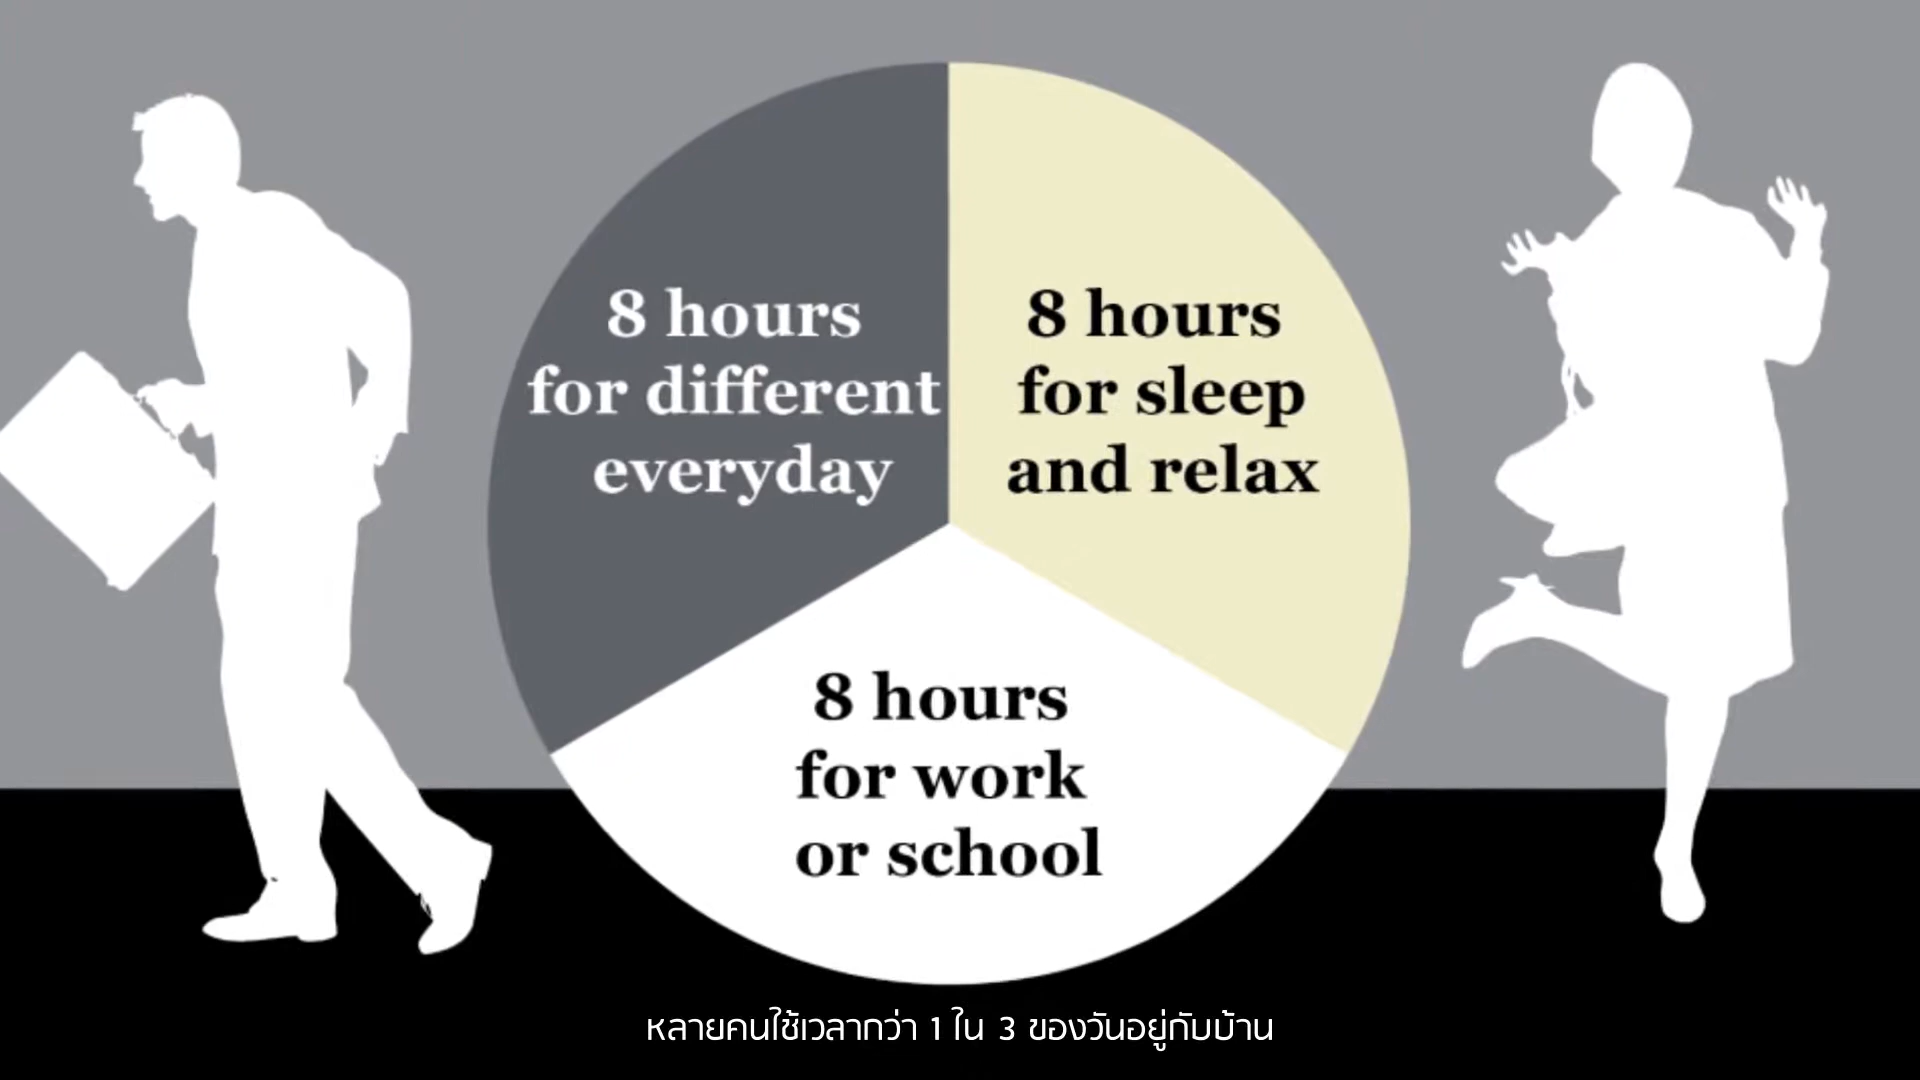 8 hours
for different
everyday
8 hours
for sleep
and relax
8 hours
for work
or school
หลายคนใช้เวลากว่า 1 ใน 3 ของวันอยู่กับบ้าน